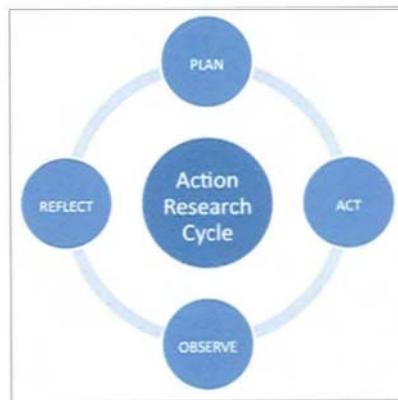 PLAN
REFLECT
Action
Research
Cycle
ACT
OBSERVE